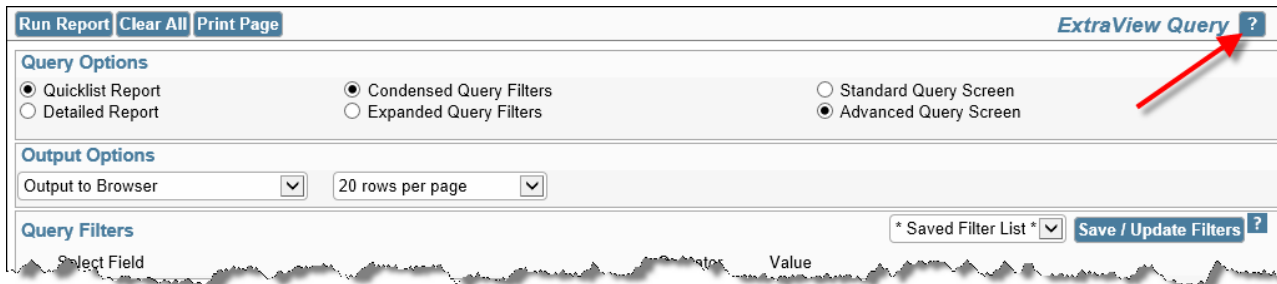 Run Report Clear All Print Page ExtraView Query ?
Query Options
Quicklist Report Condensed Query Filters Standard Query Screen
Detailed Report Expanded Query Filters Advanced Query Screen
Output Options
Output to Browser 20 rows per page
Query Filters * Saved Filter List * Save / Update Filters ?
Select Field Value